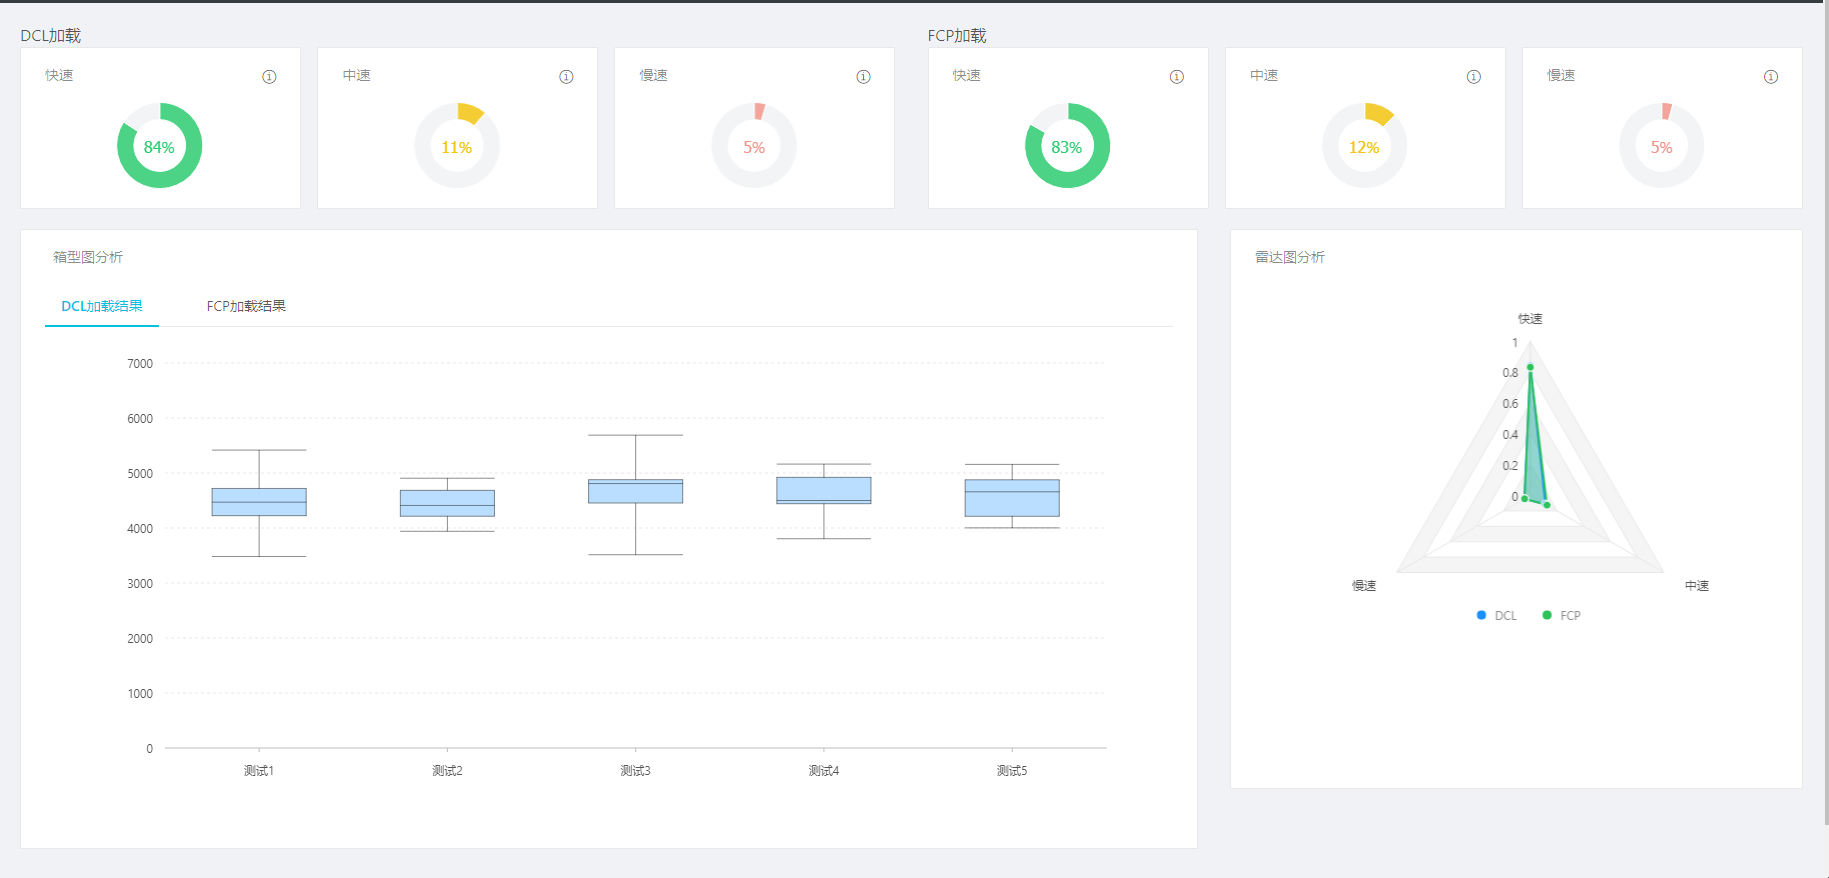 DCL加载
快速
84%
中速
11%
慢速
5%
FCP加载
快速
83%
中速
12%
慢速
5%
箱型图分析
DCL加载结果 FCP加载结果
7000
6000
5000
4000
3000
2000
1000
0
测试1 测试2 测试3 测试4 测试5
雷达图分析
快速
1
0.8
0.6
0.4
0.2
0
慢速 中速
DCL FCP